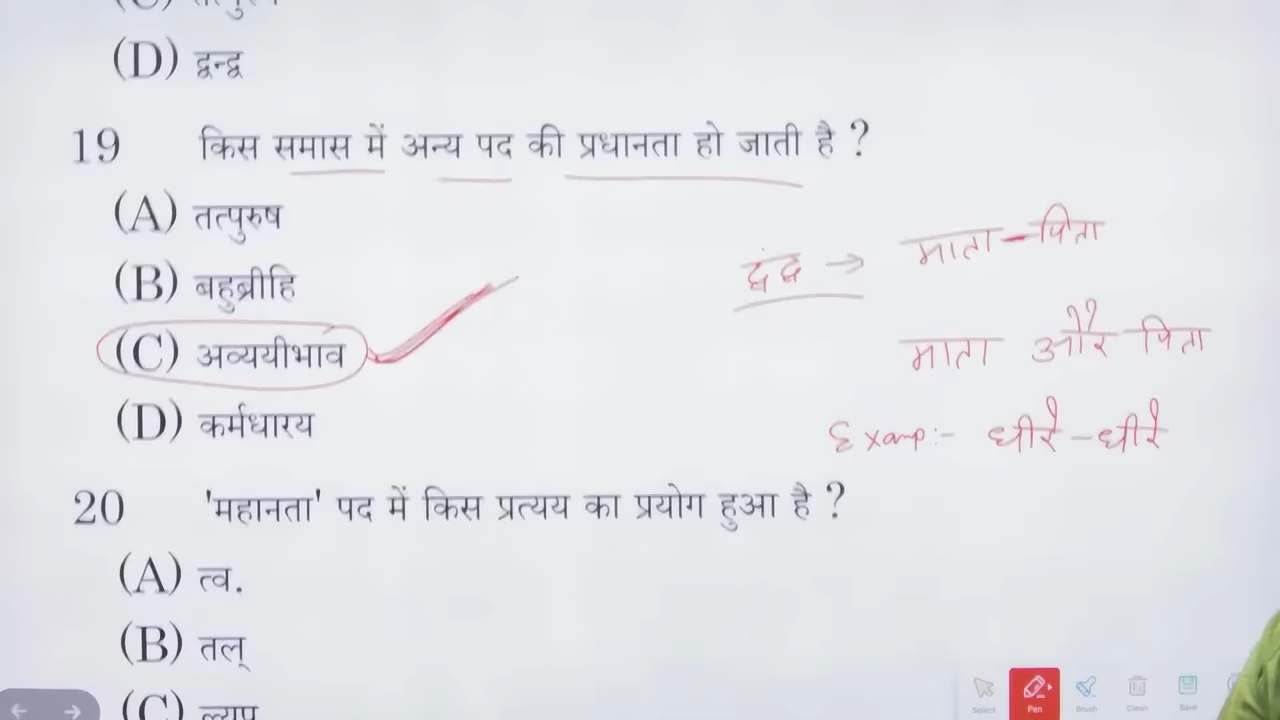 (D) द्वन्द्व
19 किस समास में अन्य पद की प्रधानता हो जाती है ?
(A) तत्पुरुष
(B) बहुब्रीहि
(C) अव्ययीभाव
(D) कर्मधारय
द्वंद्व → माता-पिता
माता और पिता
Examp:- धीरे-धीरे
20 'महानता' पद में किस प्रत्यय का प्रयोग हुआ है ?
(A) त्व.
(B) तल्
(C) ल्यप्
Select Pen Brush Clean Save